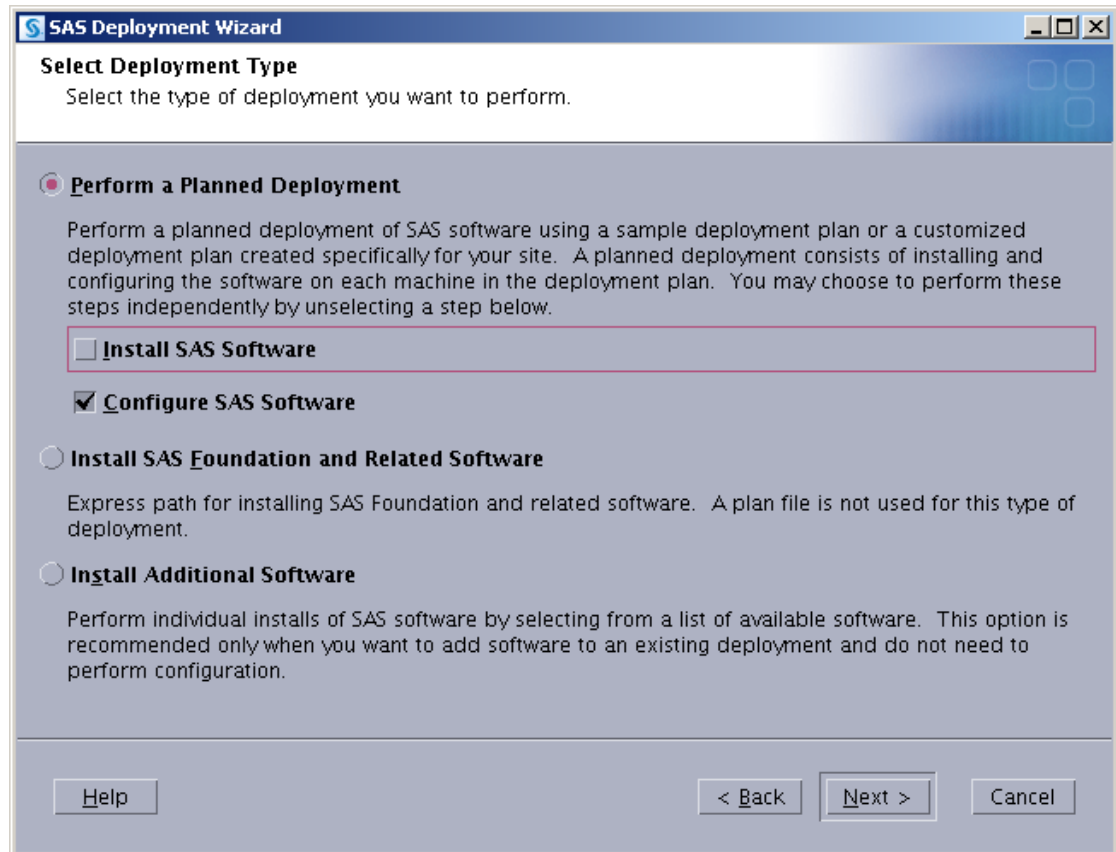 SAS Deployment Wizard
Select Deployment Type
Select the type of deployment you want to perform.
Perform a Planned Deployment
Perform a planned deployment of SAS software using a sample deployment plan or a customized
deployment plan created specifically for your site.  A planned deployment consists of installing and
configuring the software on each machine in the deployment plan.  You may choose to perform these
steps independently by unselecting a step below.
Install SAS Software
Configure SAS Software
Install SAS Foundation and Related Software
Express path for installing SAS Foundation and related software.  A plan file is not used for this type of
deployment.
Install Additional Software
Perform individual installs of SAS software by selecting from a list of available software.  This option is
recommended only when you want to add software to an existing deployment and do not need to
perform configuration.
Help
< Back
Next >
Cancel